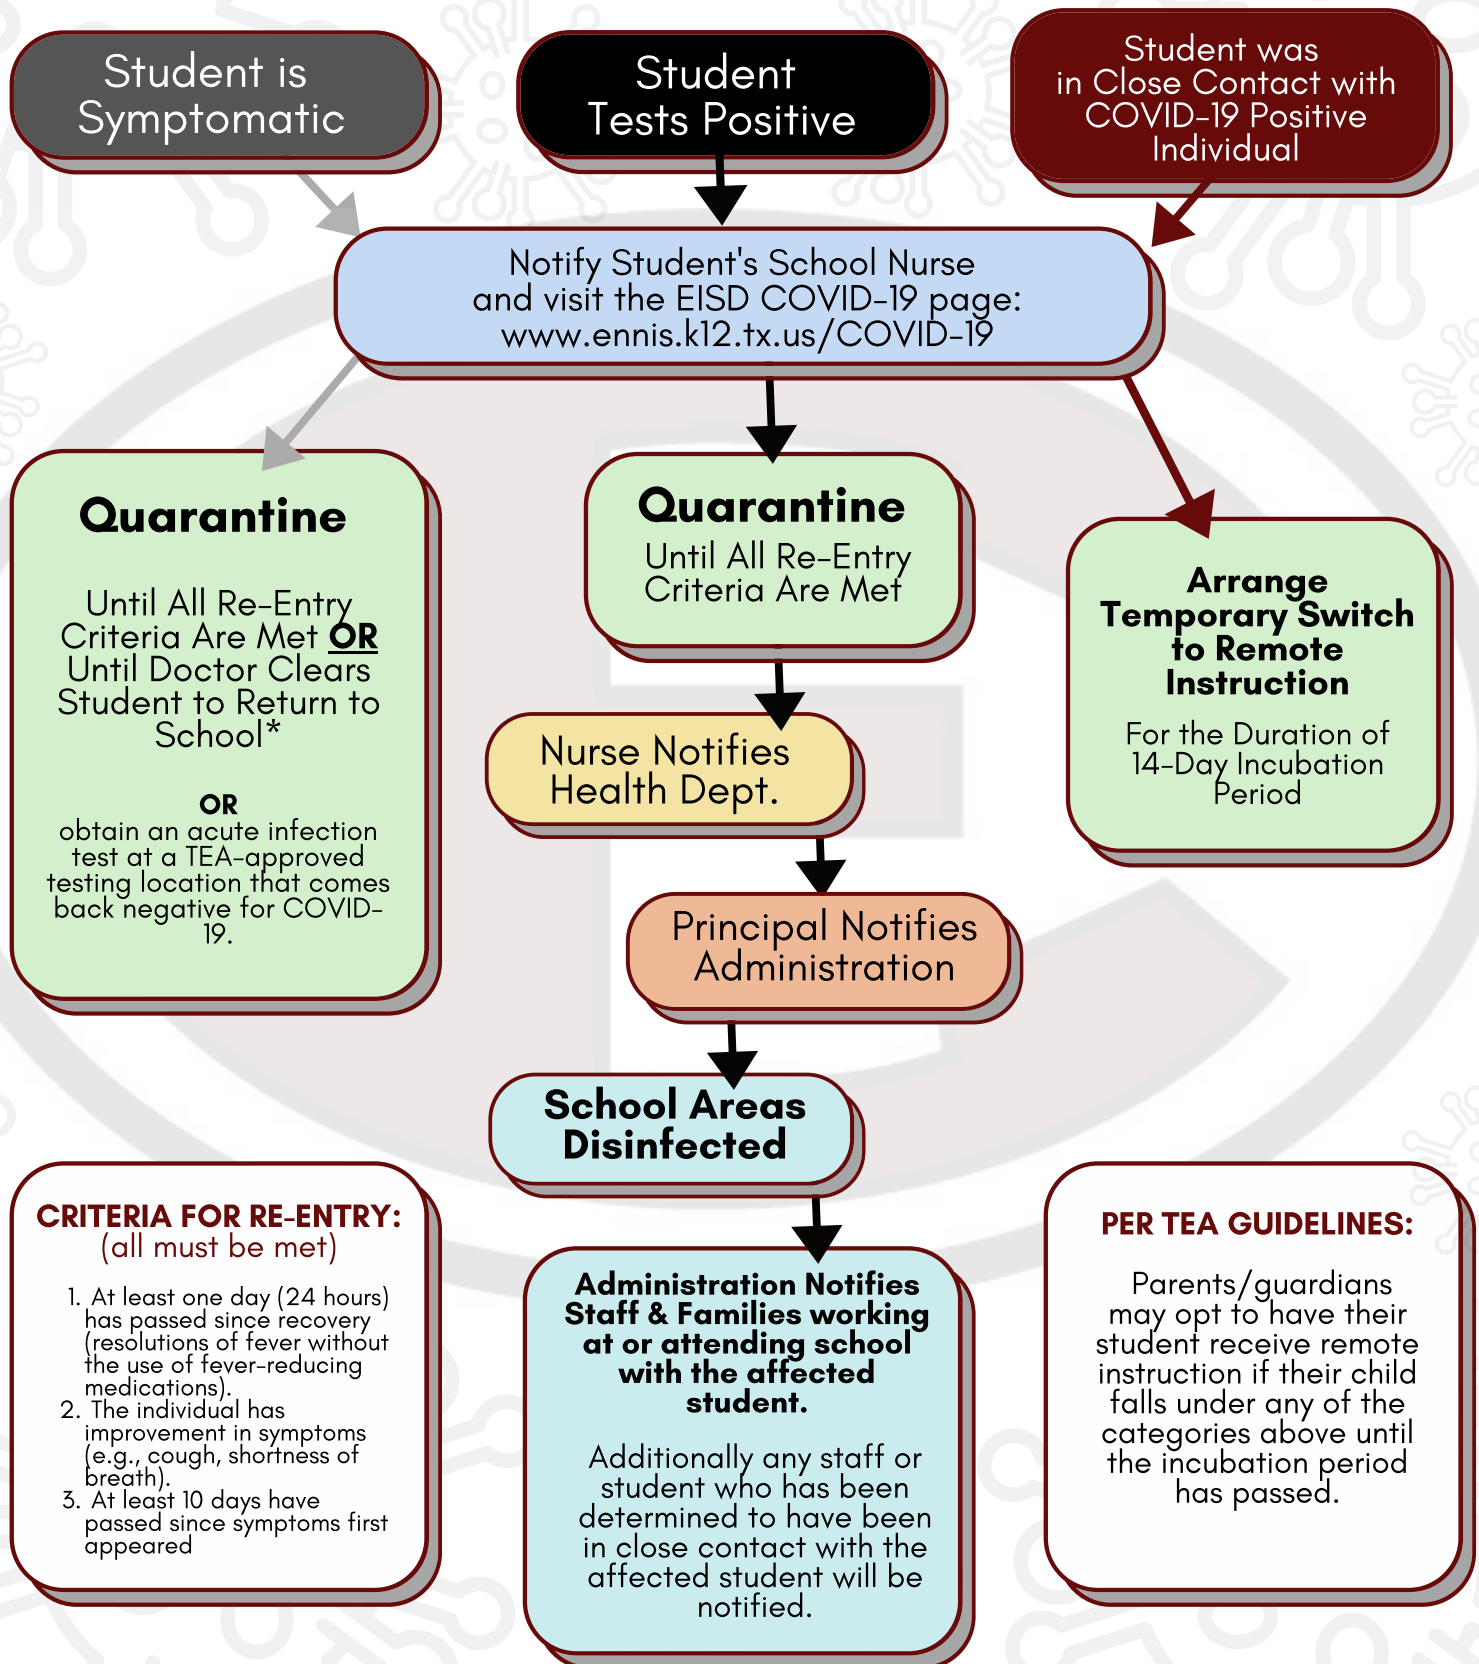 Student is
Symptomatic
Student
Tests Positive
Student was
in Close Contact with
COVID-19 Positive
Individual
Notify Student's School Nurse
and visit the EISD COVID-19 page:
www.ennis.k12.tx.us/COVID-19
Quarantine
Until All Re-Entry
Criteria Are Met OR
Until Doctor Clears
Student to Return to
School*
OR
obtain an acute infection
test at a TEA-approved
testing location that comes
back negative for COVID-
19.
Quarantine
Until All Re-Entry
Criteria Are Met
Arrange
Temporary Switch
to Remote
Instruction
For the Duration of
14-Day Incubation
Period
Nurse Notifies
Health Dept.
Principal Notifies
Administration
School Areas
Disinfected
CRITERIA FOR RE-ENTRY:
(all must be met)
1. At least one day (24 hours)
has passed since recovery
(resolutions of fever without
the use of fever-reducing
medications).
2. The individual has
improvement in symptoms
(e.g., cough, shortness of
breath).
3. At least 10 days have
passed since symptoms first
appeared
Administration Notifies
Staff & Families working
at or attending school
with the affected
student.
Additionally any staff or
student who has been
determined to have been
in close contact with the
affected student will be
notified.
PER TEA GUIDELINES:
Parents/guardians
may opt to have their
student receive remote
instruction if their child
falls under any of the
categories above until
the incubation period
has passed.